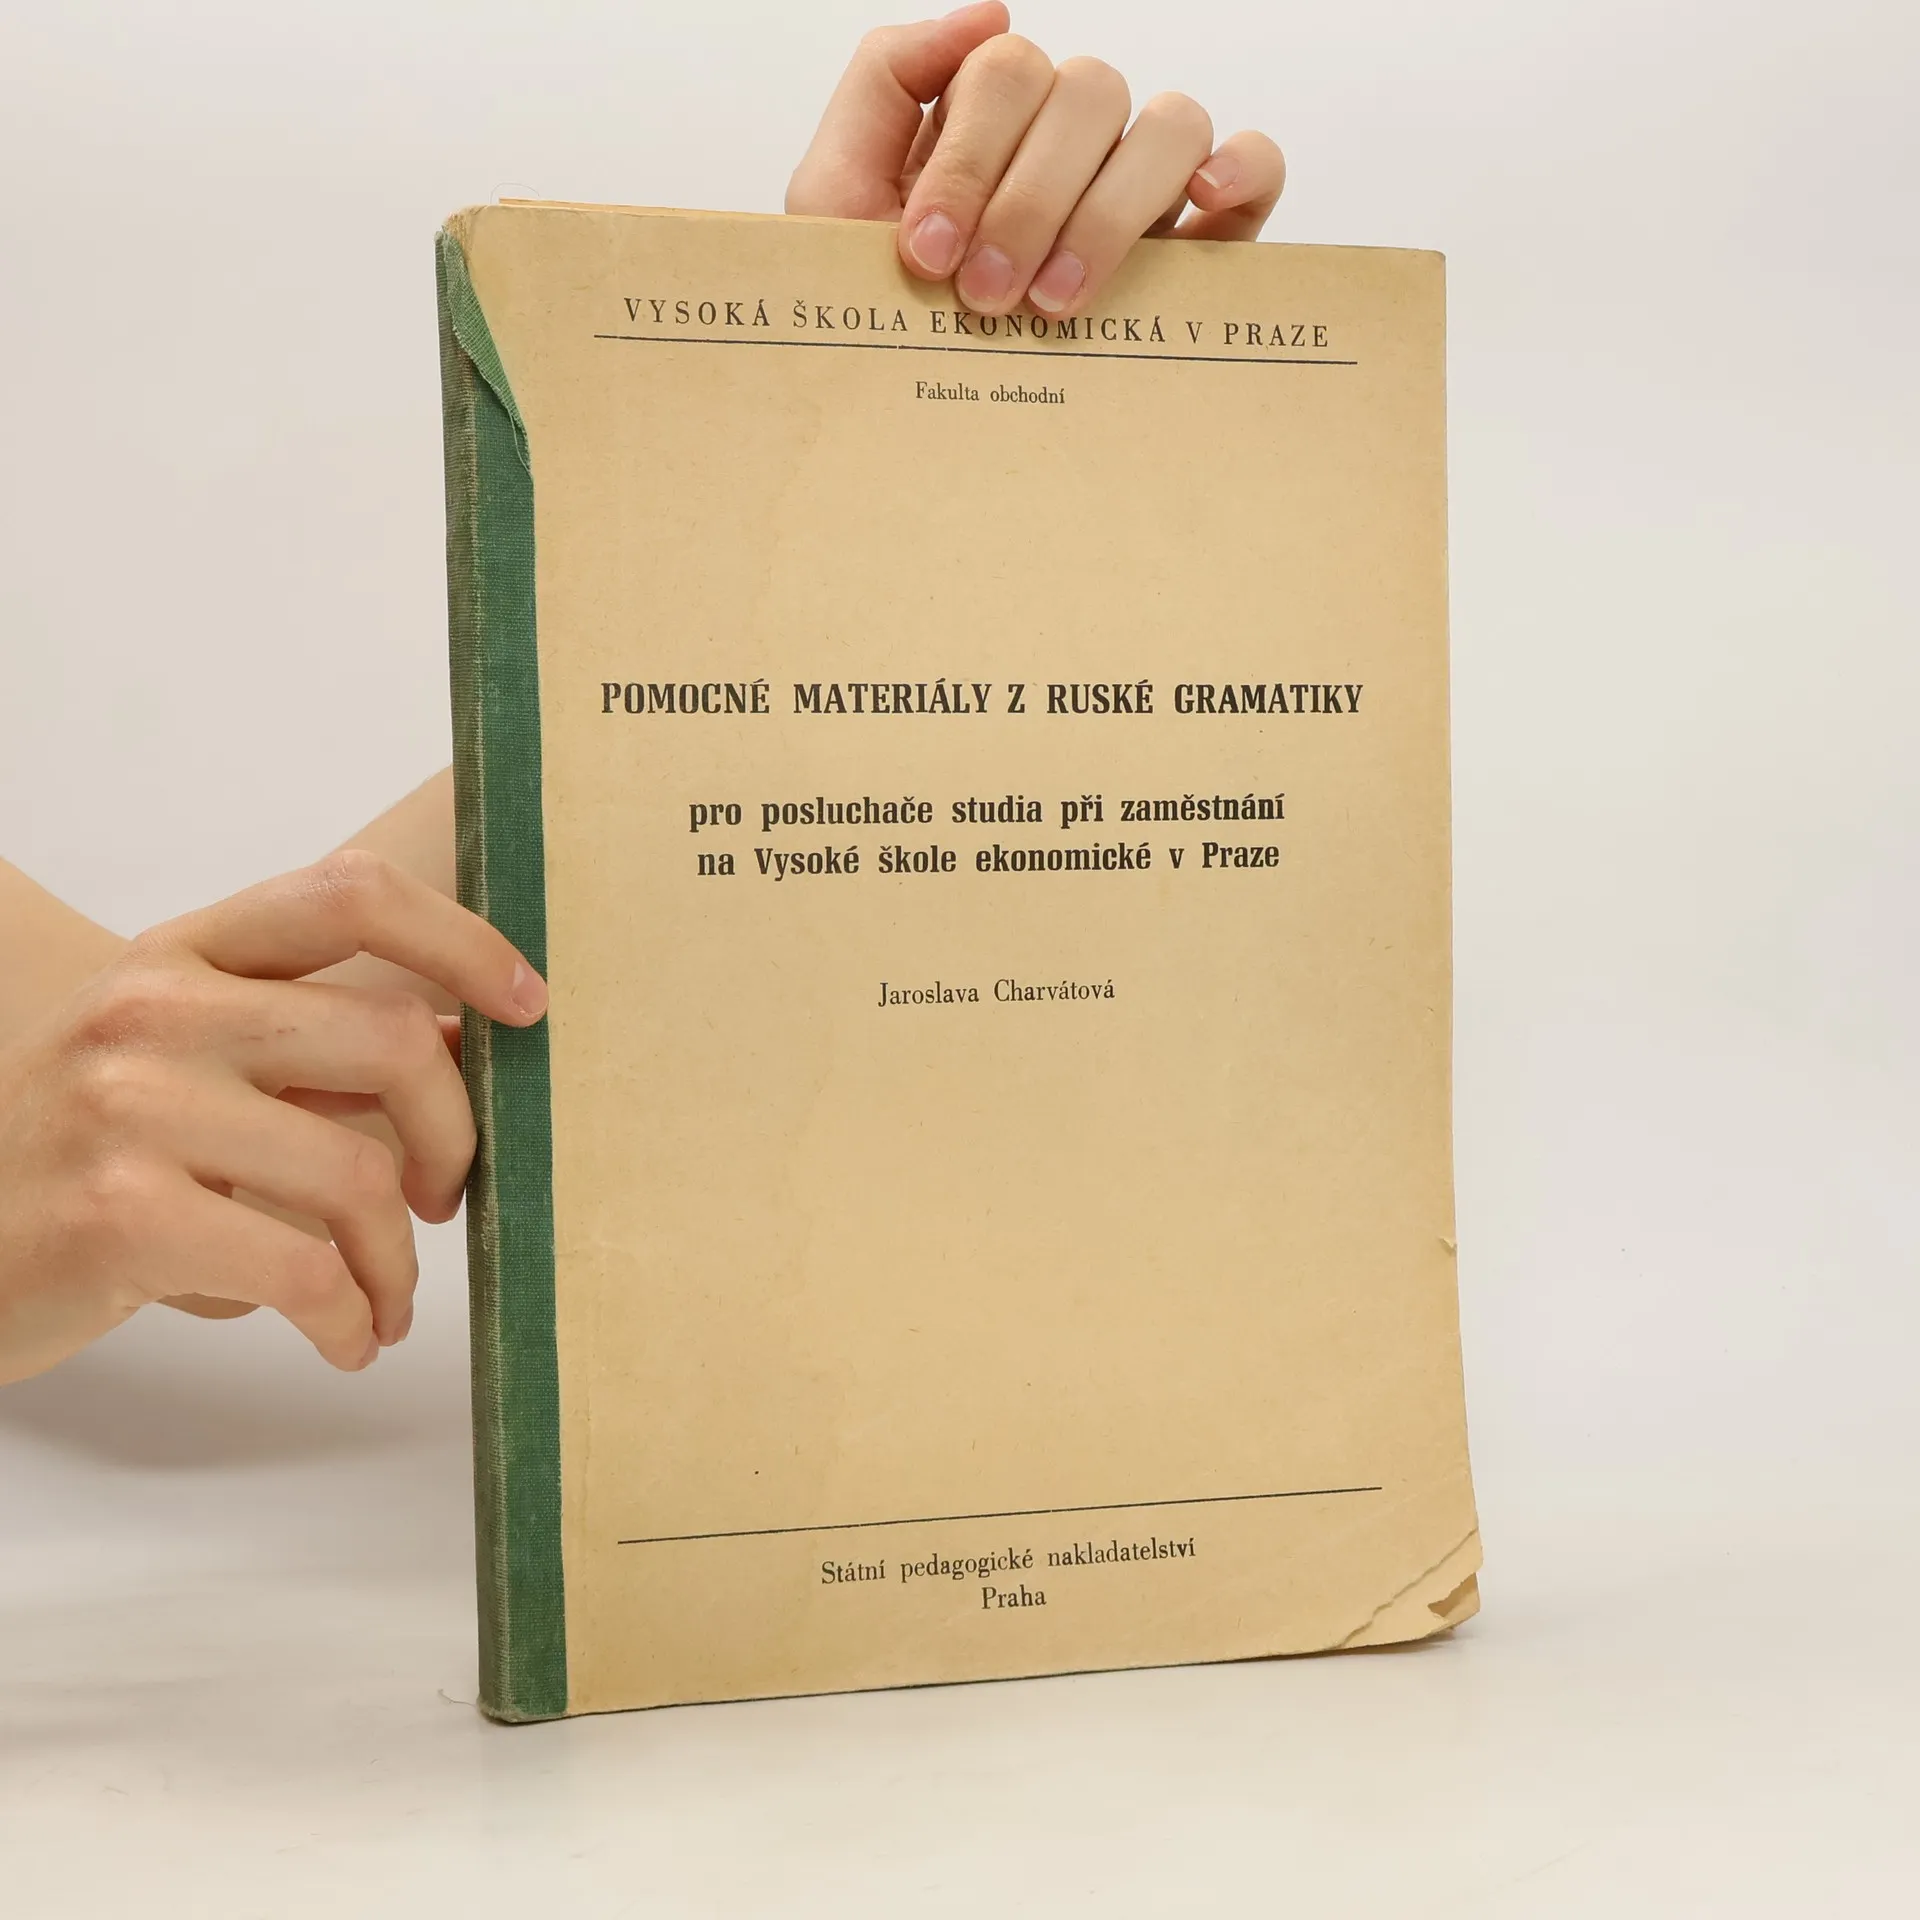 VYSOKÁ ŠKOLA EKONOMICKÁ V PRAZE
Fakulta obchodní
POMOCNÉ MATERIÁLY Z RUSKÉ GRAMATIKY
pro posluchače studia při zaměstnání
na Vysoké škole ekonomické v Praze
Jaroslava Charvátová
Státní pedagogické nakladatelství
Praha